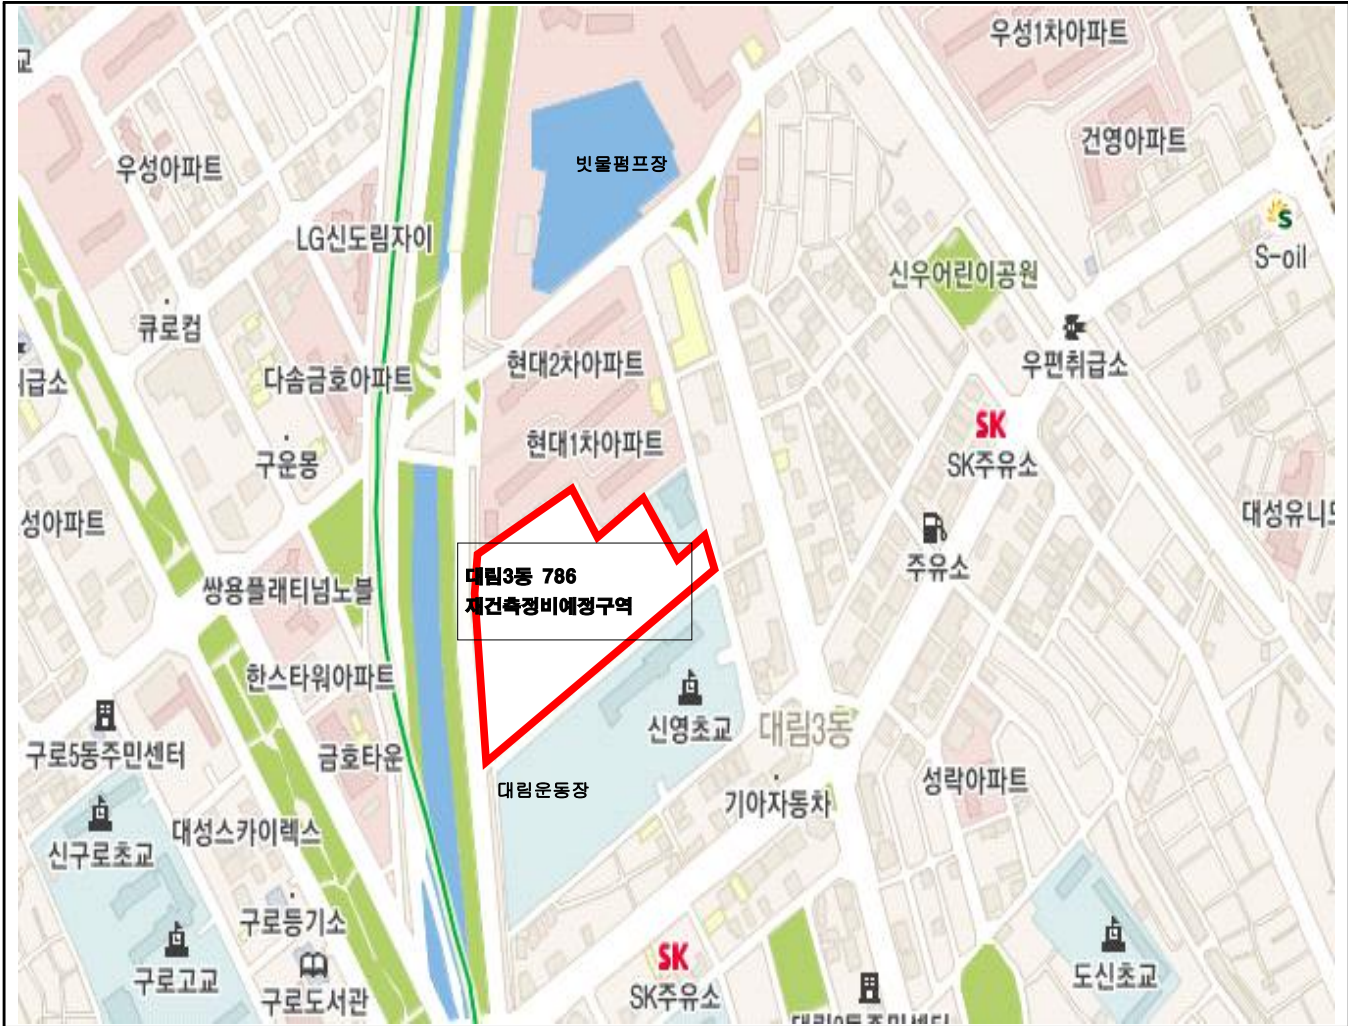 우성1차아파트
교
건영아파트
빗물펌프장
우성아파트
S
S-oil
LG신도림자이
신우어린이공원
큐로컴
우편취급소
현대2차아파트
다솜금호아파트
취급소
SK
현대1차아파트
SK주유소
구운몽
성아파트
대성유니드
주유소
대림3동 786
재건축정비예정구역
쌍용플래티넘노블
한스타워아파트
신영초교
대림3동
구로5동주민센터
금호타운
성락아파트
대림운동장
기아자동차
대성스카이렉스
신구로초교
구로등기소
구로고교
구로도서관
SK
SK주유소
도신초교